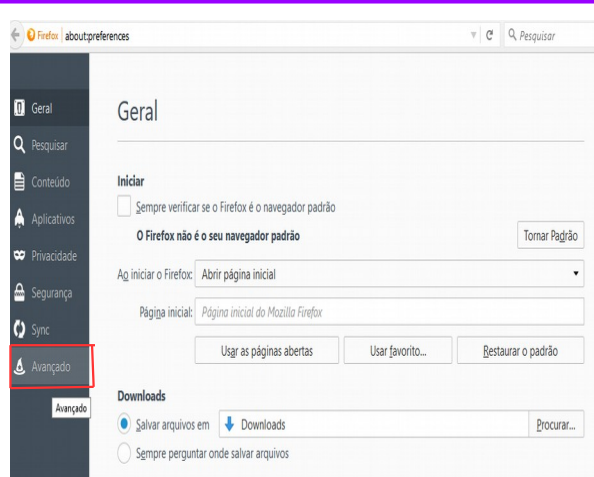 Firefox about:preferences Pesquisar
Geral
Pesquisar
Conteúdo
Aplicativos
Privacidade
Segurança
Sync
Avançado
Avançado
Geral
Iniciar
Sempre verificar se o Firefox é o navegador padrão
O Firefox não é o seu navegador padrão Tornar Padrão
Ao iniciar o Firefox: Abrir página inicial
Página inicial: Página inicial do Mozilla Firefox
Usar as páginas abertas Usar favorito... Restaurar o padrão
Downloads
Salvar arquivos em Downloads Procurar...
Sempre perguntar onde salvar arquivos